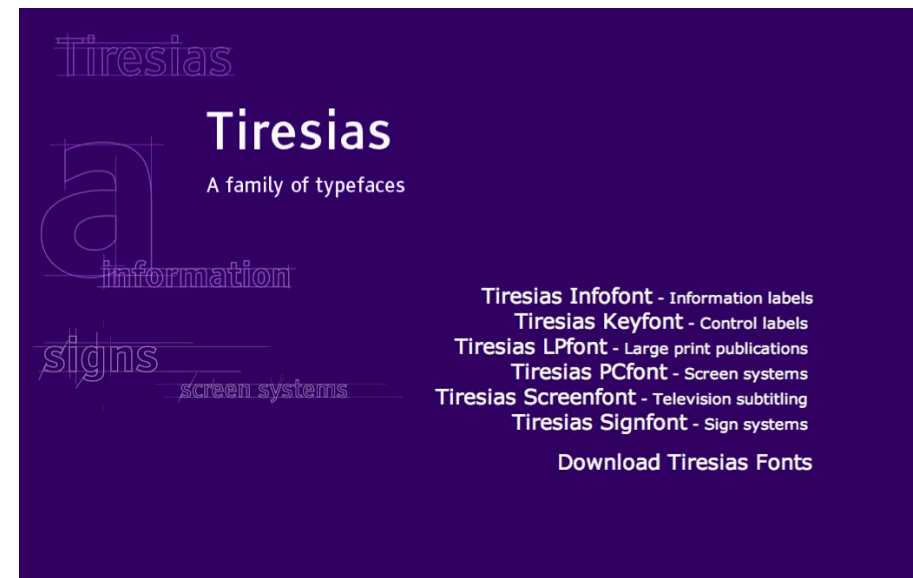 Tiresias
Tiresias
A family of typefaces
a
information
signs
screen systems
Tiresias Infofont - Information labels
Tiresias Keyfont - Control labels
Tiresias LPfont - Large print publications
Tiresias PCfont - Screen systems
Tiresias Screenfont - Television subtitling
Tiresias Signfont - Sign systems
Download Tiresias Fonts